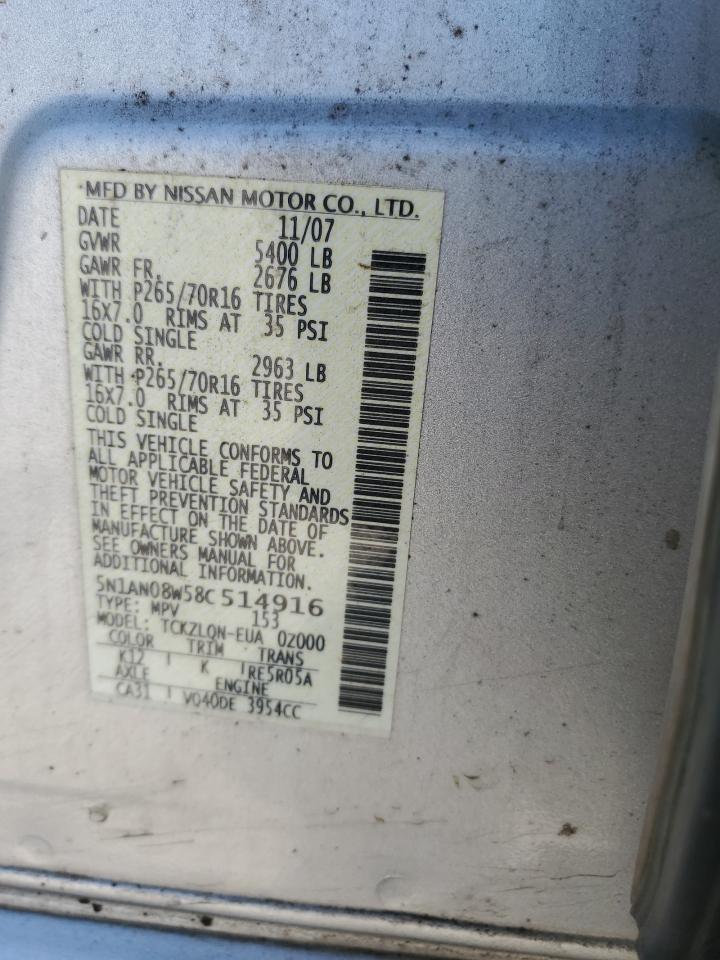 MFD BY NISSAN MOTOR CO., LTD.
DATE 11/07
GVWR 5400 LB
GAWR FR. 2676 LB
WITH P265/70R16 TIRES
16X7.0 RIMS AT 35 PSI
COLD SINGLE
GAWR RR. 2963 LB
WITH P265/70R16 TIRES
16X7.0 RIMS AT 35 PSI
COLD SINGLE
THIS VEHICLE CONFORMS TO
ALL APPLICABLE FEDERAL
MOTOR VEHICLE SAFETY AND
THEFT PREVENTION STANDARDS
IN EFFECT ON THE DATE OF
MANUFACTURE SHOWN ABOVE.
SEE OWNERS MANUAL FOR
ADDITIONAL INFORMATION.
5N1AN08W58C 514916
TYPE: MPV 153
MODEL: TCKZLQN-EUA 02000
COLOR TRIM TRANS
K12 K RE5R05A
AXLE ENGINE
CA31 VQ40DE 3954CC